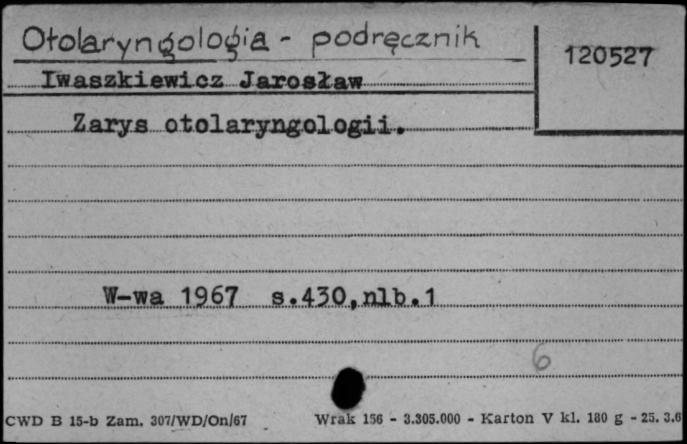 Otolaryngologia - podręcznik
120527
Iwaszkiewicz Jarosław
Zarys otolaryngologii.
W-wa 1967 s.430,nlb.1
6
CWD B 15-b Zam. 307/WD/On/67 Wrak 156 - 3.305.000 - Karton V kl. 180 g - 25. 3.6